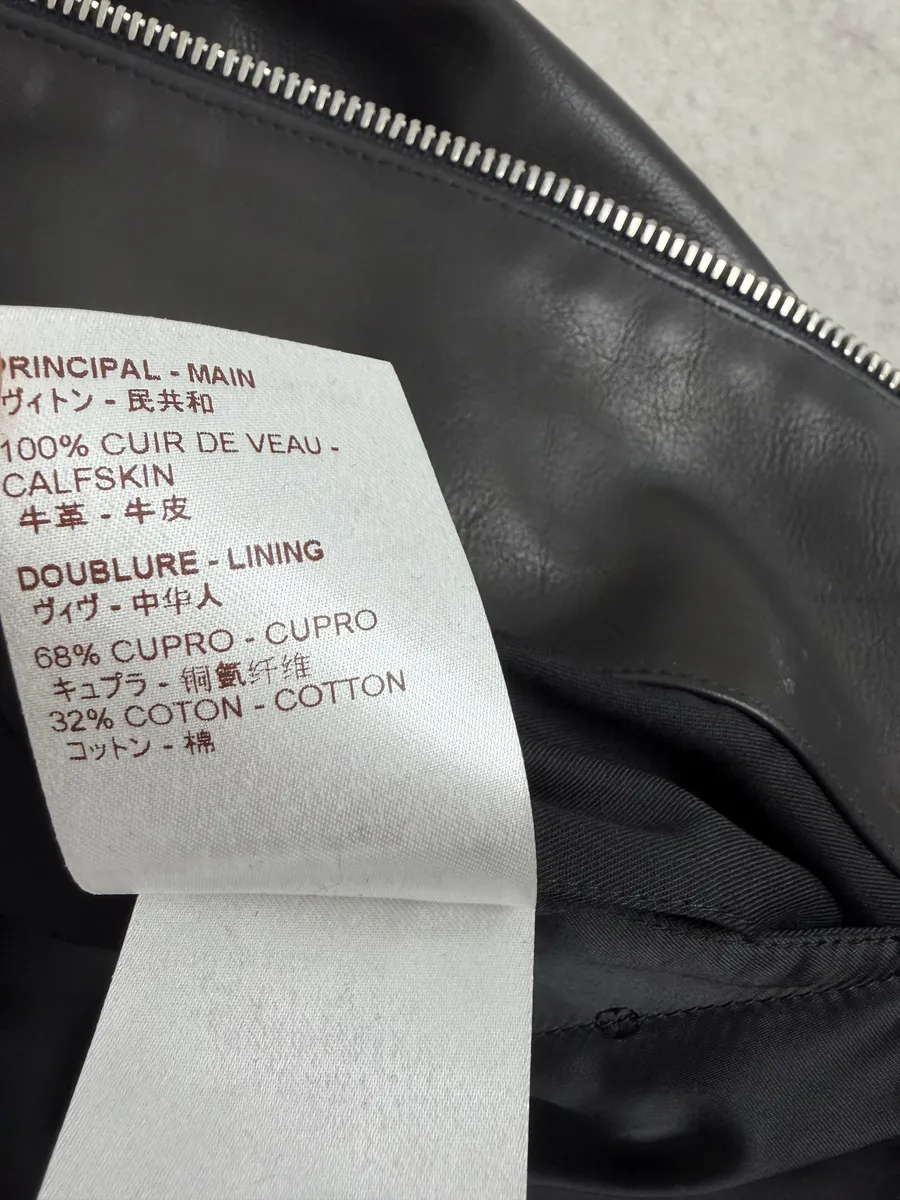 PRINCIPAL - MAIN
ヴィトン - 民共和
100% CUIR DE VEAU -
CALFSKIN
牛革 - 牛皮
DOUBLURE - LINING
ヴィヴ - 中华人
68% CUPRO - CUPRO
キュプラ - 铜氨纤维
32% COTON - COTTON
コットン - 棉